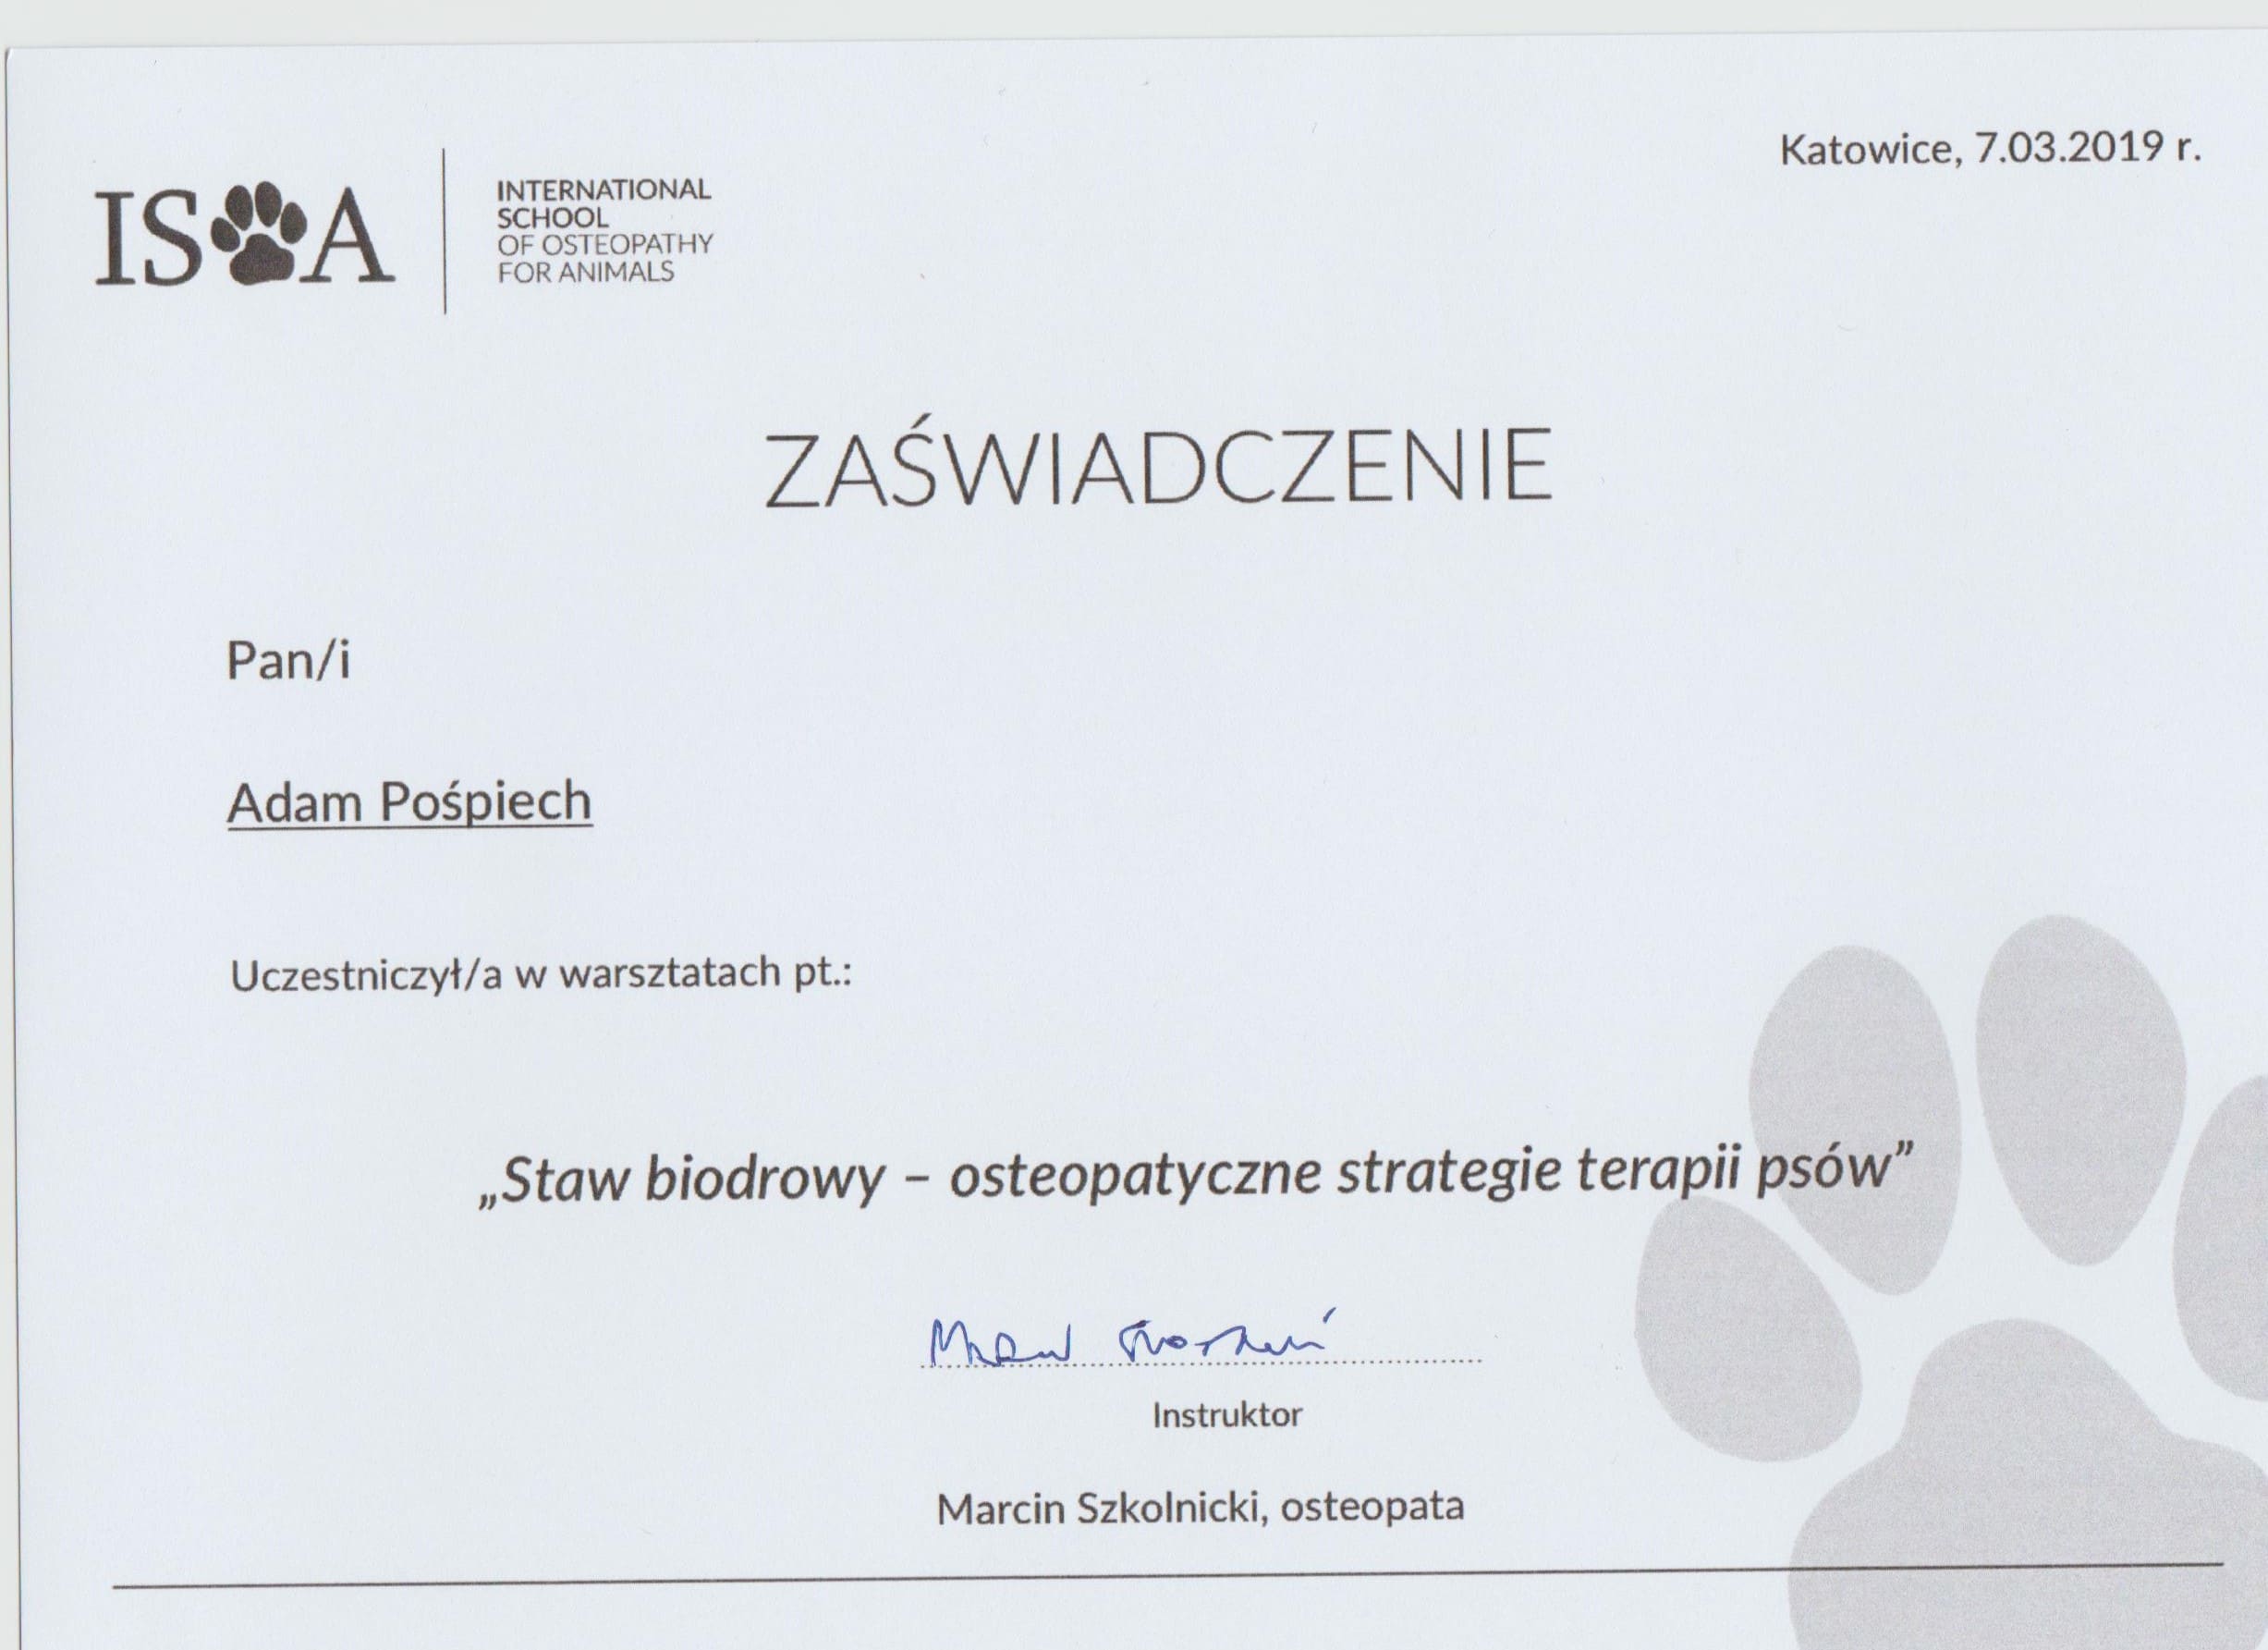 Katowice, 7.03.2019 r.
ISOA
INTERNATIONAL
SCHOOL
OF OSTEOPATHY
FOR ANIMALS
ZAŚWIADCZENIE
Pan/i
Adam Pośpiech
Uczestniczył/a w warsztatach pt.:
„Staw biodrowy – osteopatyczne strategie terapii psów”
Instruktor
Marcin Szkolnicki, osteopata